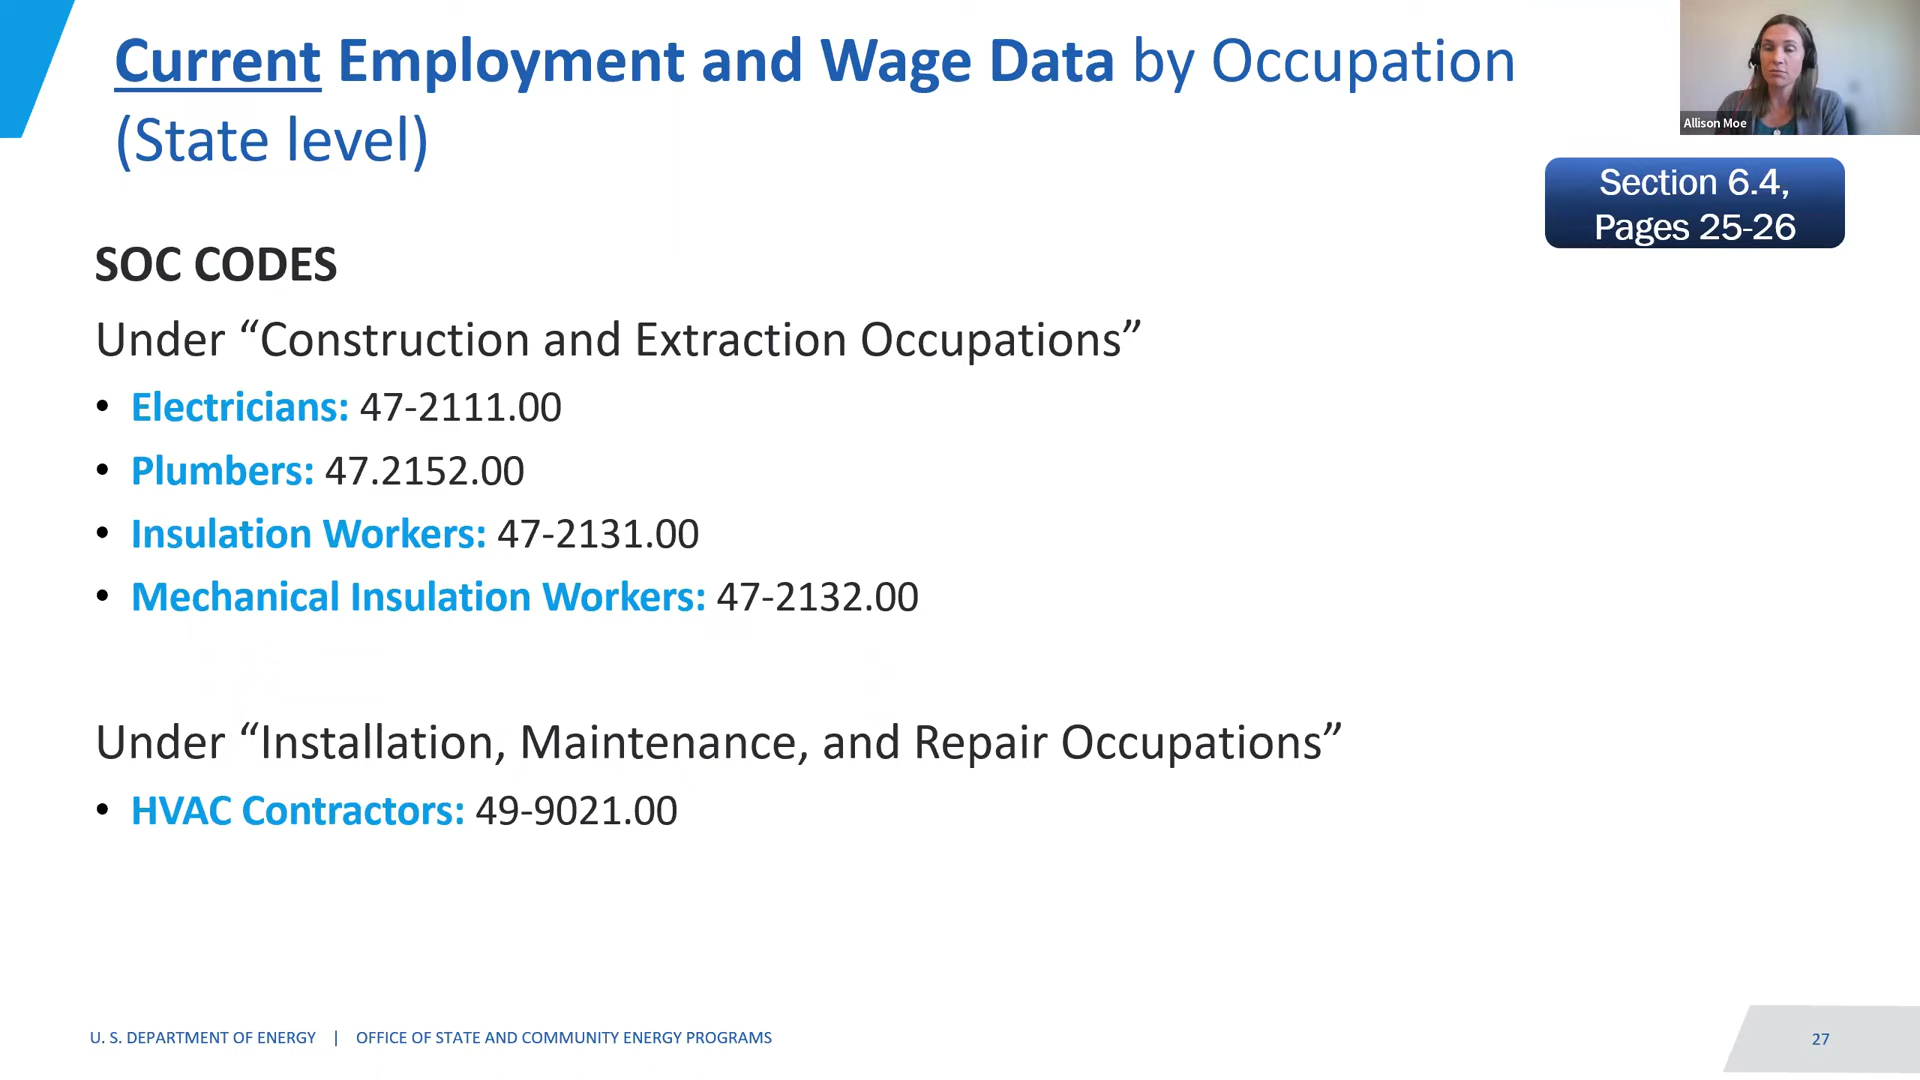 Current Employment and Wage Data by Occupation
(State level)
Allison Moe
Section 6.4,
Pages 25-26
SOC CODES
Under “Construction and Extraction Occupations”
• Electricians: 47-2111.00
• Plumbers: 47.2152.00
• Insulation Workers: 47-2131.00
• Mechanical Insulation Workers: 47-2132.00
Under “Installation, Maintenance, and Repair Occupations”
• HVAC Contractors: 49-9021.00
U. S. DEPARTMENT OF ENERGY | OFFICE OF STATE AND COMMUNITY ENERGY PROGRAMS
27